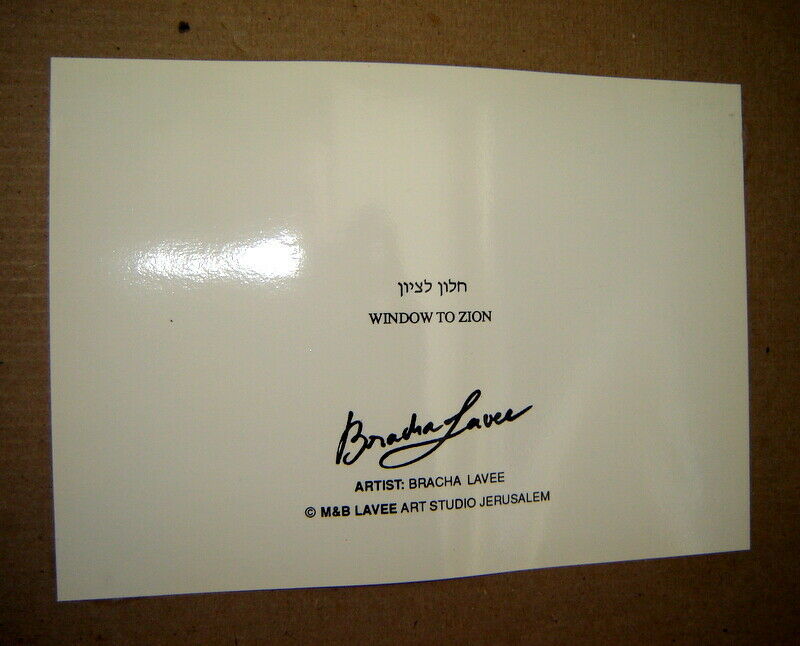 חלון לציון
WINDOW TO ZION
Bracha Lavee
ARTIST: BRACHA LAVEE
© M&B LAVEE ART STUDIO JERUSALEM